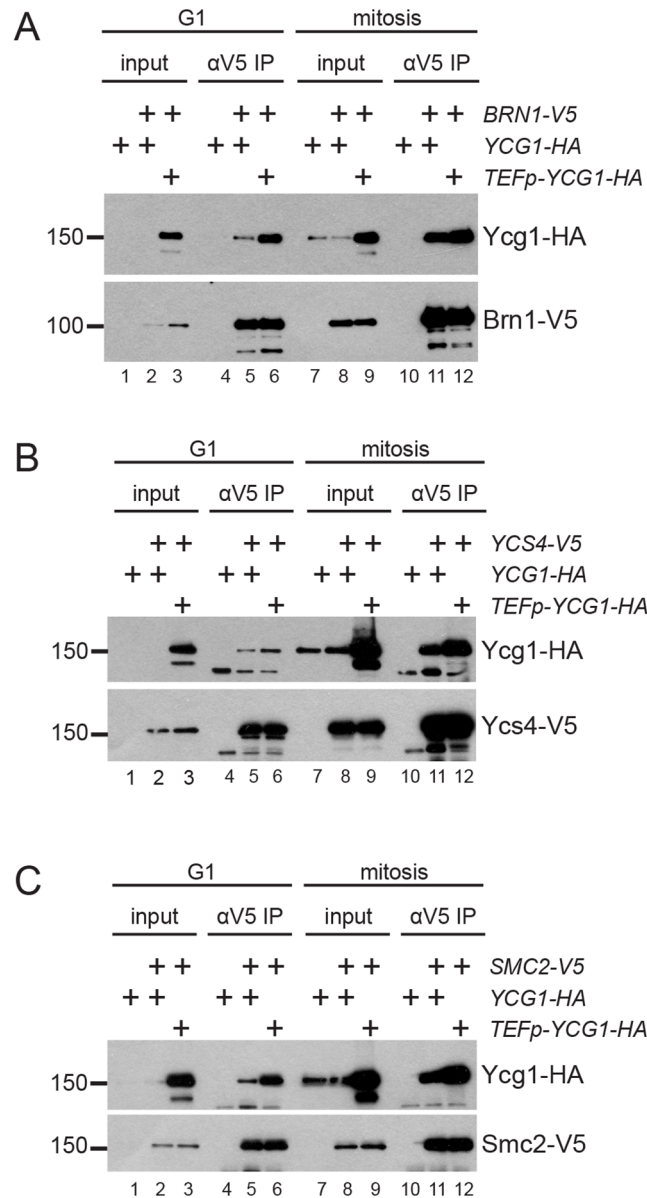 A
G1 mitosis
input αV5 IP input αV5 IP
+ + + + + + + + BRN1-V5
+ + + + + + + + YCG1-HA
+ + + + TEFp-YCG1-HA
150 Ycg1-HA
100 Brn1-V5
1 2 3 4 5 6 7 8 9 10 11 12
B
G1 mitosis
input αV5 IP input αV5 IP
+ + + + + + + + YCS4-V5
+ + + + + + + + YCG1-HA
+ + + + TEFp-YCG1-HA
150 Ycg1-HA
150 Ycs4-V5
1 2 3 4 5 6 7 8 9 10 11 12
C
G1 mitosis
input αV5 IP input αV5 IP
+ + + + + + + + SMC2-V5
+ + + + + + + + YCG1-HA
+ + + + TEFp-YCG1-HA
150 Ycg1-HA
150 Smc2-V5
1 2 3 4 5 6 7 8 9 10 11 12